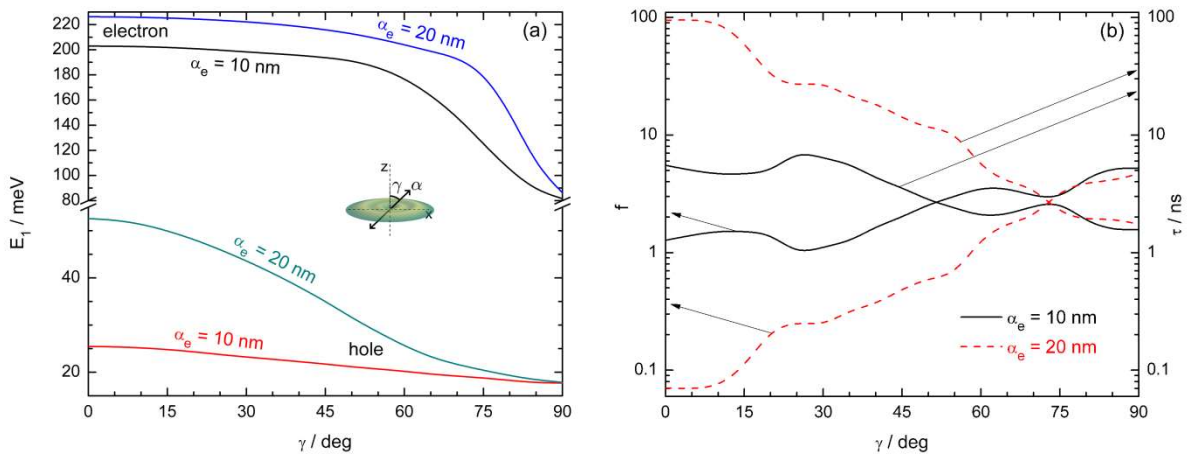 (a)
electron
αe = 20 nm
αe = 10 nm
E1 / meV
220
200
180
160
140
120
100
80
40
20
z
γ
α
x
αe = 20 nm
αe = 10 nm
hole
0 15 30 45 60 75 90
γ / deg
(b)
f
100
10
1
0.1
τ / ns
100
10
1
0.1
αe = 10 nm
αe = 20 nm
0 15 30 45 60 75 90
γ / deg